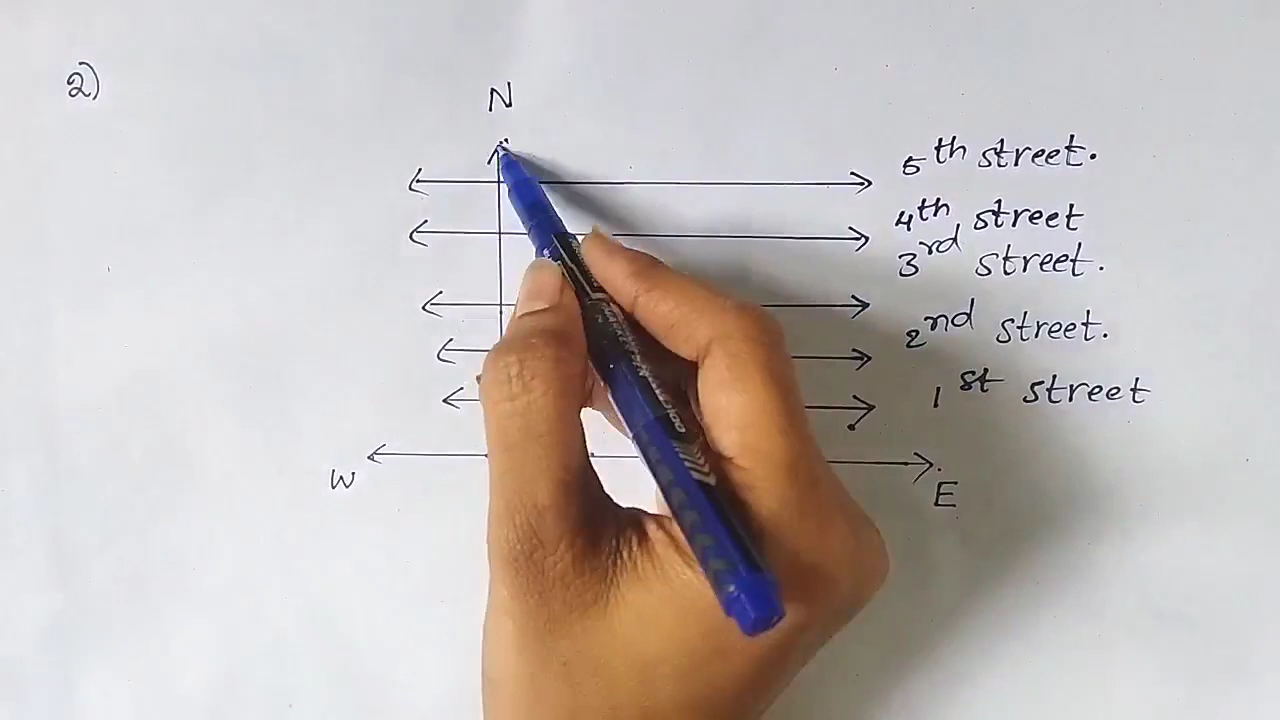 2)
N
5th street.
4th street
3rd street.
2nd street.
1st street
W
E